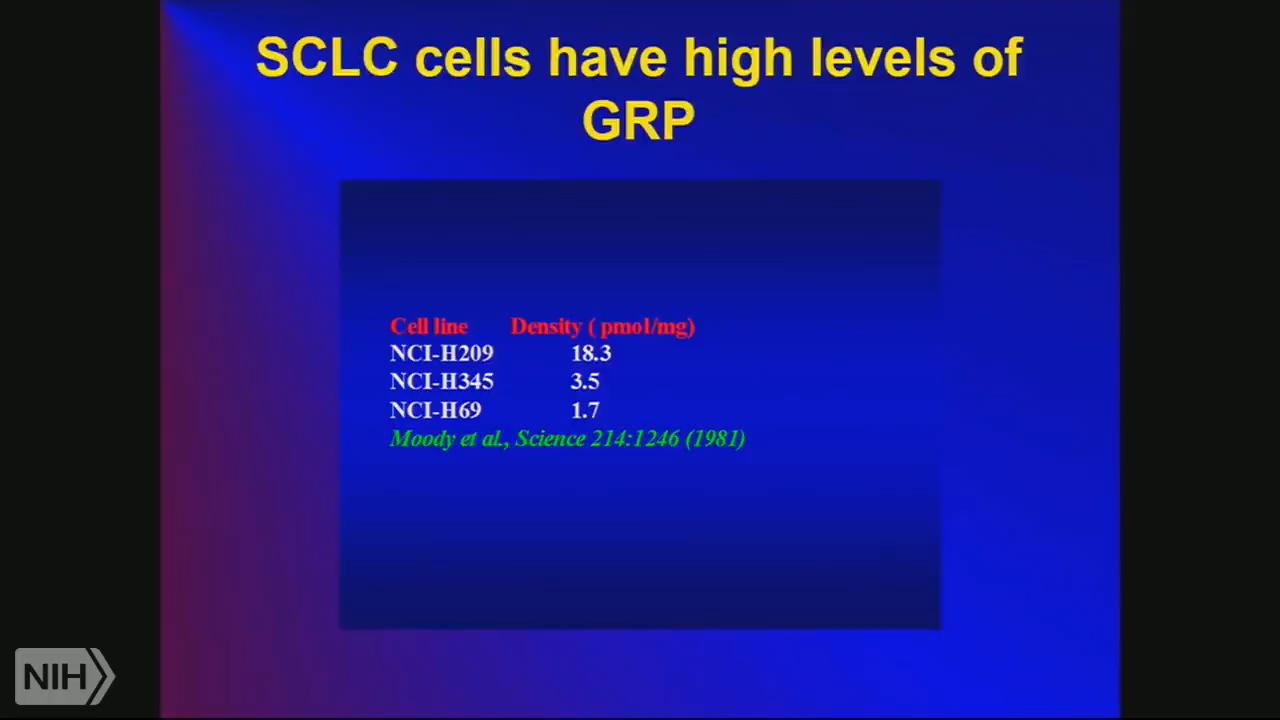 SCLC cells have high levels of
GRP
Cell line Density ( pmol/mg)
NCI-H209 18.3
NCI-H345 3.5
NCI-H69 1.7
Moody et al., Science 214:1246 (1981)
NIH